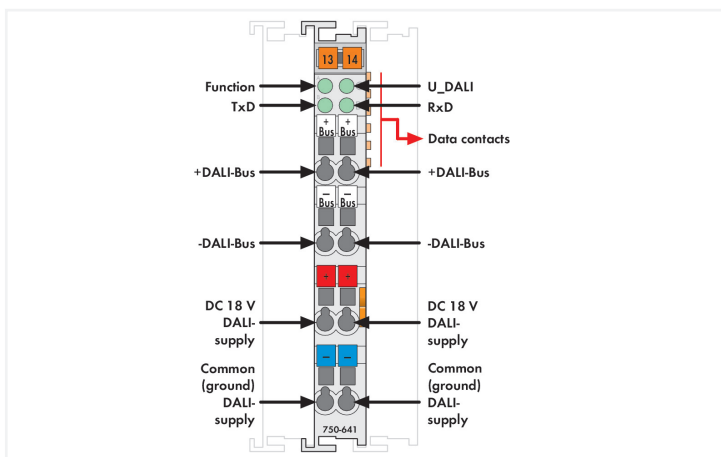 13 14
Function
U_DALI
TxD
RxD
+ +
Bus Bus
Data contacts
+DALI-Bus
+DALI-Bus
− −
Bus Bus
-DALI-Bus
-DALI-Bus
+ +
DC 18 V
DALI-
supply
DC 18 V
DALI-
supply
− −
Common
(ground)
DALI-
supply
Common
(ground)
DALI-
supply
750-641